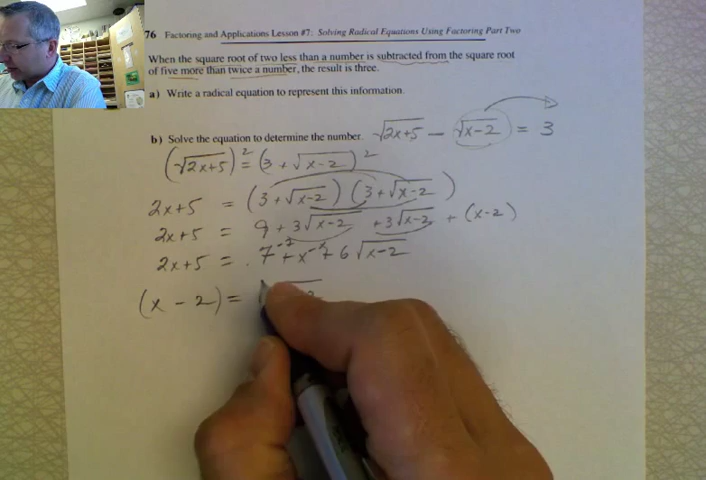 76 Factoring and Applications Lesson #7: Solving Radical Equations Using Factoring Part Two
When the square root of two less than a number is subtracted from the square root
of five more than twice a number, the result is three.
a) Write a radical equation to represent this information.
b) Solve the equation to determine the number. √2x+5 − √x−2 = 3
(√2x+5)² = (3 + √x−2)²
2x+5 = (3+√x−2)(3+√x−2)
2x+5 = 9 + 3√x−2 + 3√x−2 + (x−2)
2x+5 = 7 + x + 6√x−2
(x − 2) =